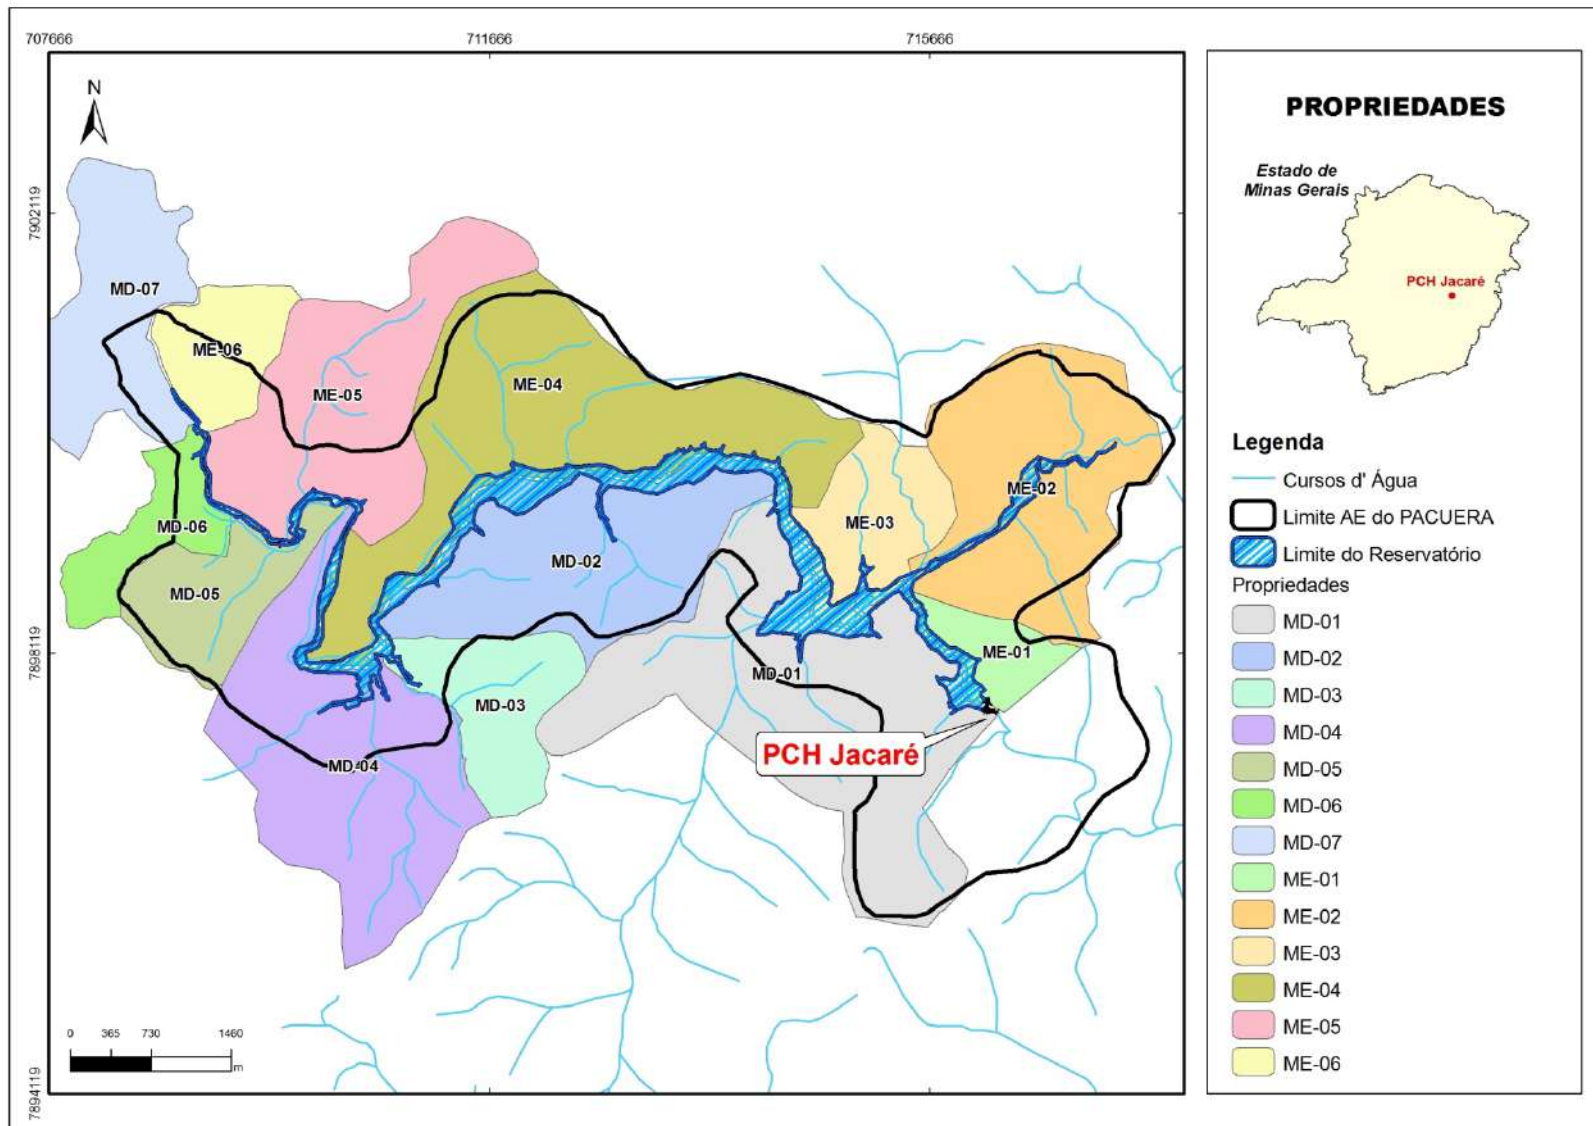 707666
711666
715666
N
7902119
7898119
7894119
MD-07
ME-06
ME-05
ME-04
MD-06
MD-05
MD-02
ME-03
ME-02
ME-01
MD-01
MD-03
MD-04
PCH Jacaré
0 365 730 1460
m
PROPRIEDADES
Estado de
Minas Gerais
PCH Jacaré
Legenda
Cursos d' Água
Limite AE do PACUERA
Limite do Reservatório
Propriedades
MD-01
MD-02
MD-03
MD-04
MD-05
MD-06
MD-07
ME-01
ME-02
ME-03
ME-04
ME-05
ME-06